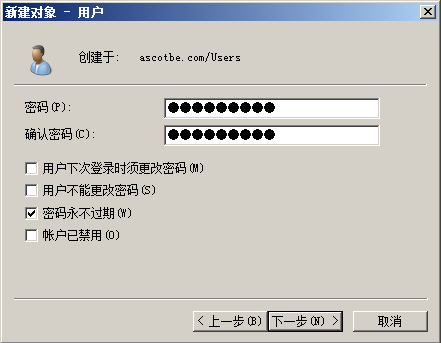 新建对象 - 用户
创建于: ascotbe.com/Users
密码(P): ●●●●●●●●●
确认密码(C): ●●●●●●●●●
用户下次登录时须更改密码(M)
用户不能更改密码(S)
密码永不过期(W)
帐户已禁用(O)
< 上一步(B) 下一步(N) > 取消